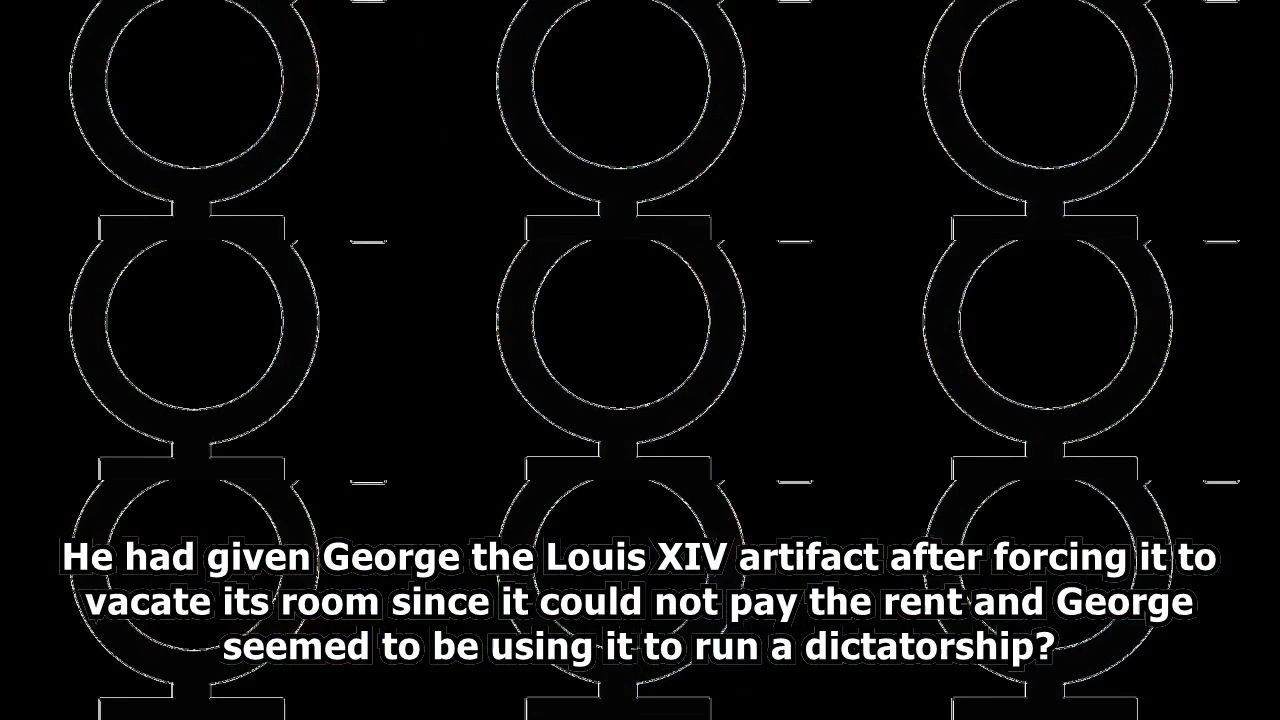 He had given George the Louis XIV artifact after forcing it to
vacate its room since it could not pay the rent and George
seemed to be using it to run a dictatorship?